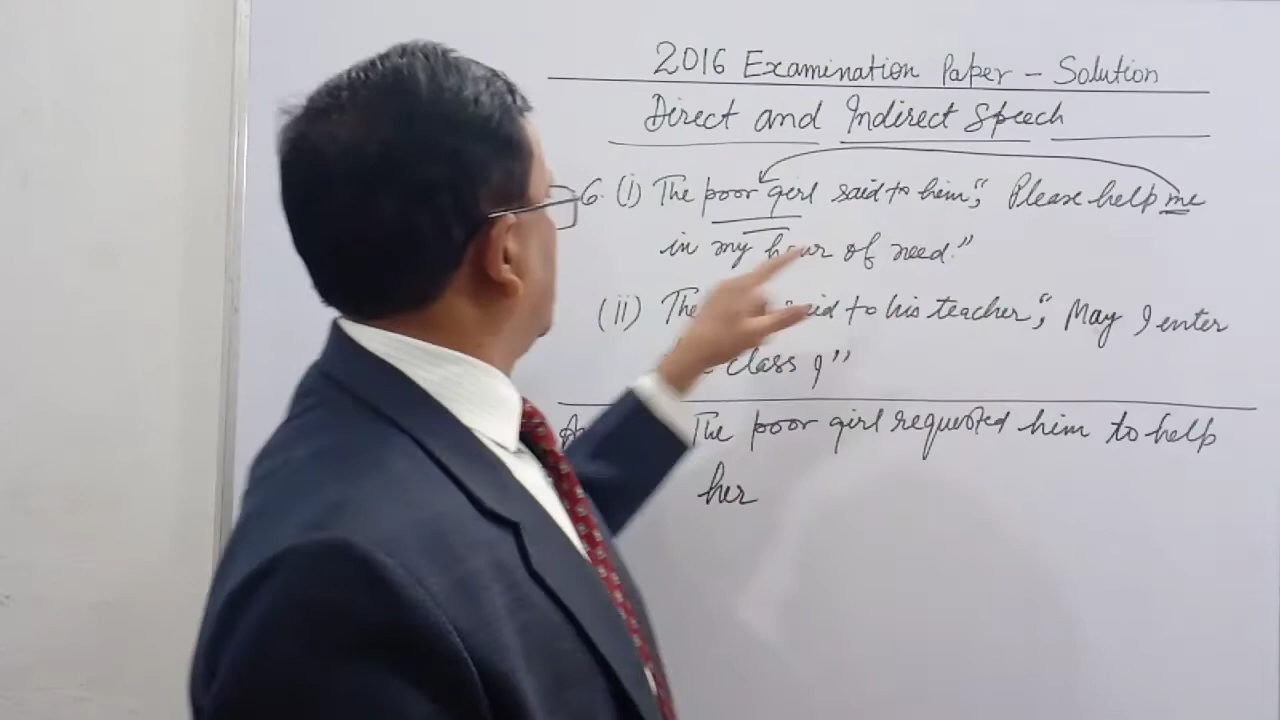 2016 Examination Paper - Solution
Direct and Indirect Speech
6. (i) The poor girl said to him," Please help me
in my hour of need."
(ii) said to his teacher," May I enter
class ?"
The poor girl requested him to help
her